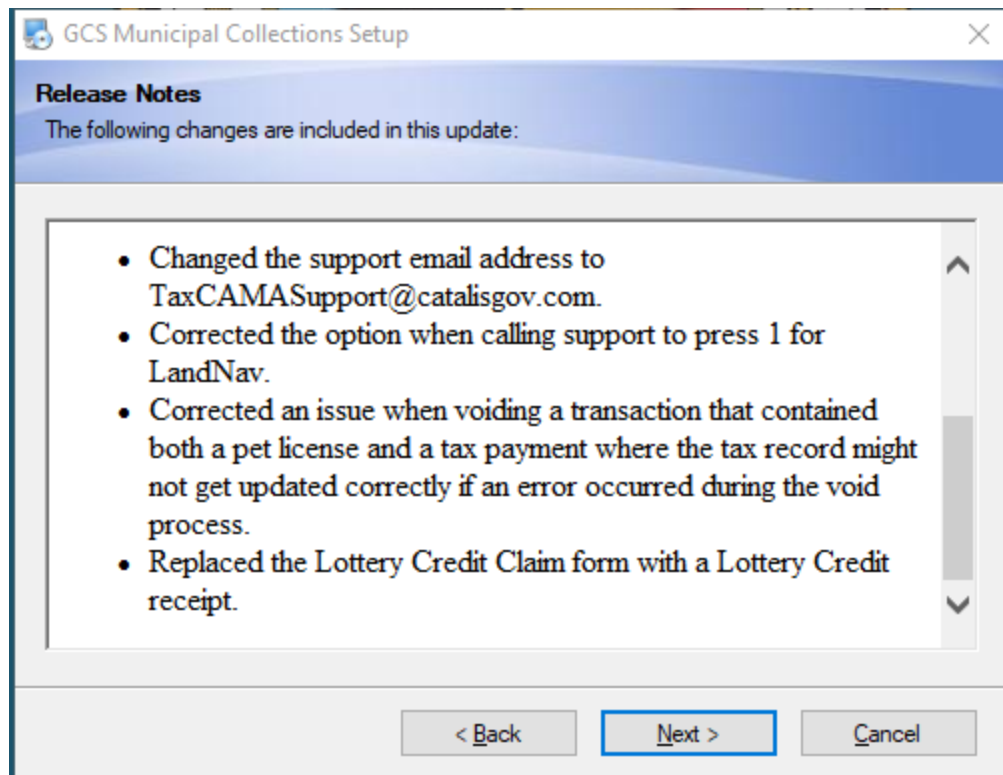 GCS Municipal Collections Setup
Release Notes
The following changes are included in this update:
• Changed the support email address to
TaxCAMASupport@catalisgov.com.
• Corrected the option when calling support to press 1 for
LandNav.
• Corrected an issue when voiding a transaction that contained
both a pet license and a tax payment where the tax record might
not get updated correctly if an error occurred during the void
process.
• Replaced the Lottery Credit Claim form with a Lottery Credit
receipt.
< Back
Next >
Cancel